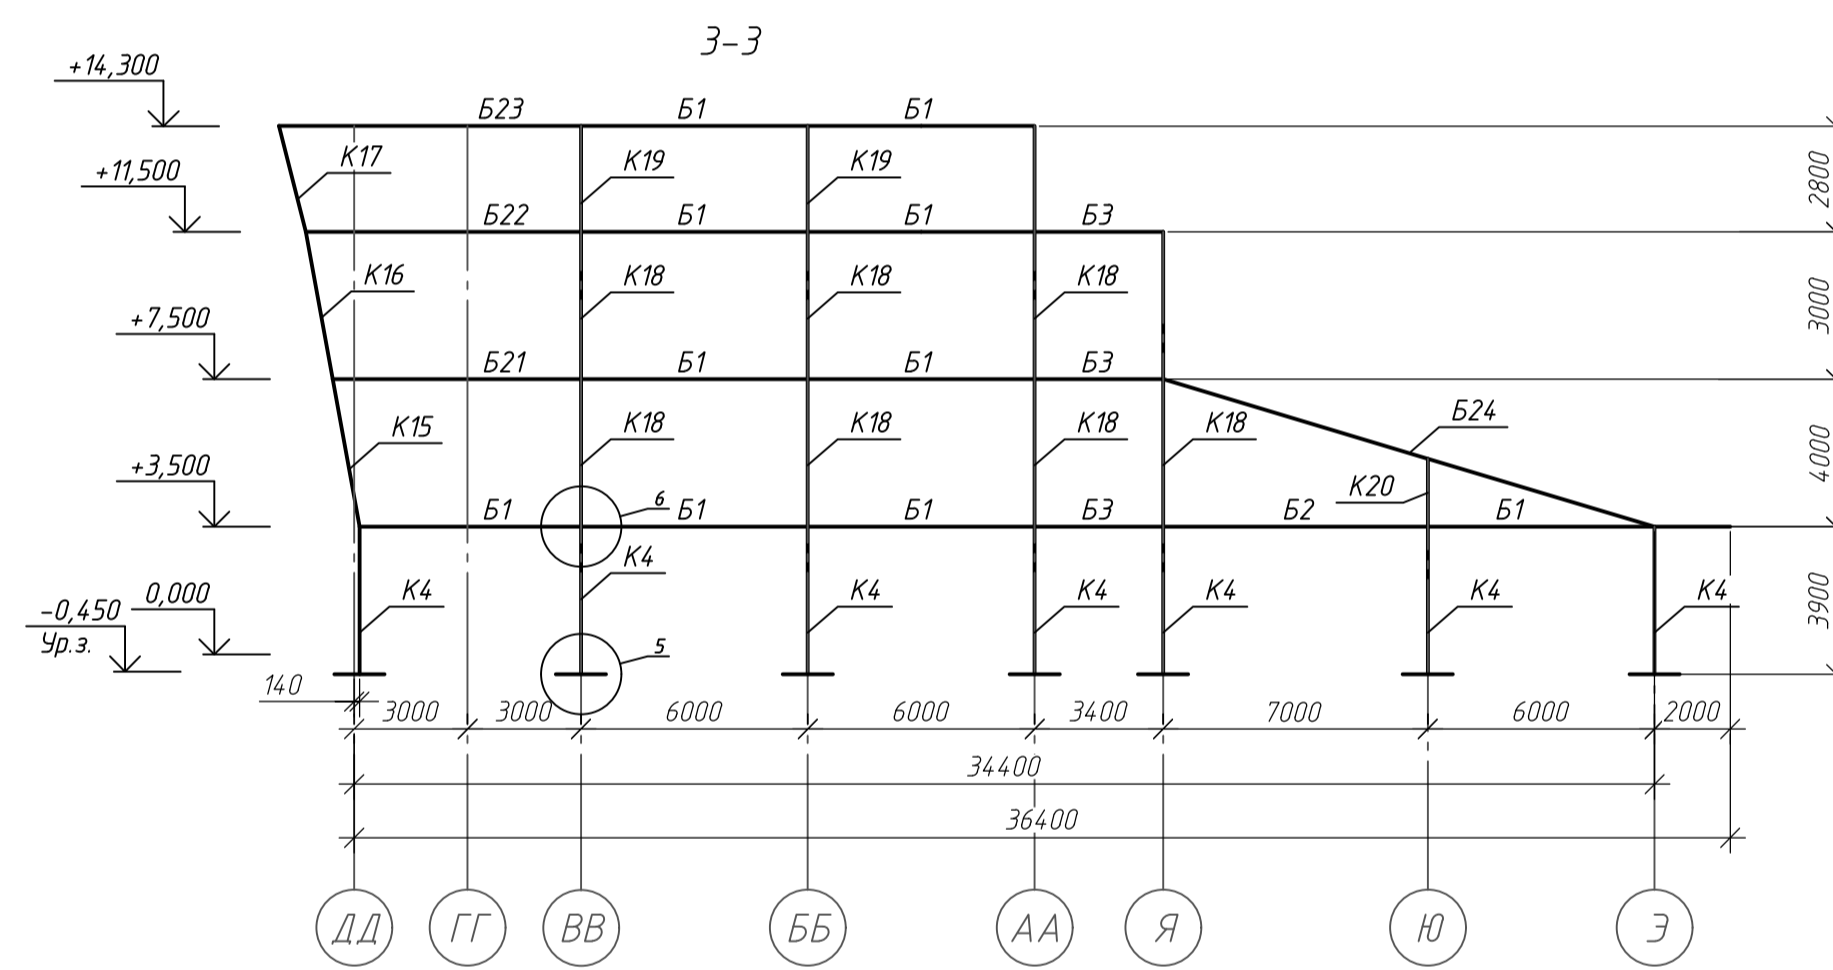 3-3
+14,300
Б23 Б1 Б1
К17 К19 К19
+11,500
2800
Б22 Б1 Б1 Б3
К16 К18 К18 К18
+7,500
3000
Б21 Б1 Б1 Б3
Б24
К15 К18 К18 К18 К18
4000
+3,500
К20
Б1 6 Б1 Б1 Б3 Б2 Б1
К4
-0,450 0,000
Ур.з.
К4 К4 К4 К4 К4 К4
3900
5
140
3000 3000 6000 6000 3400 7000 6000 2000
34400
36400
ДД ГГ ВВ ББ АА Я Ю Э